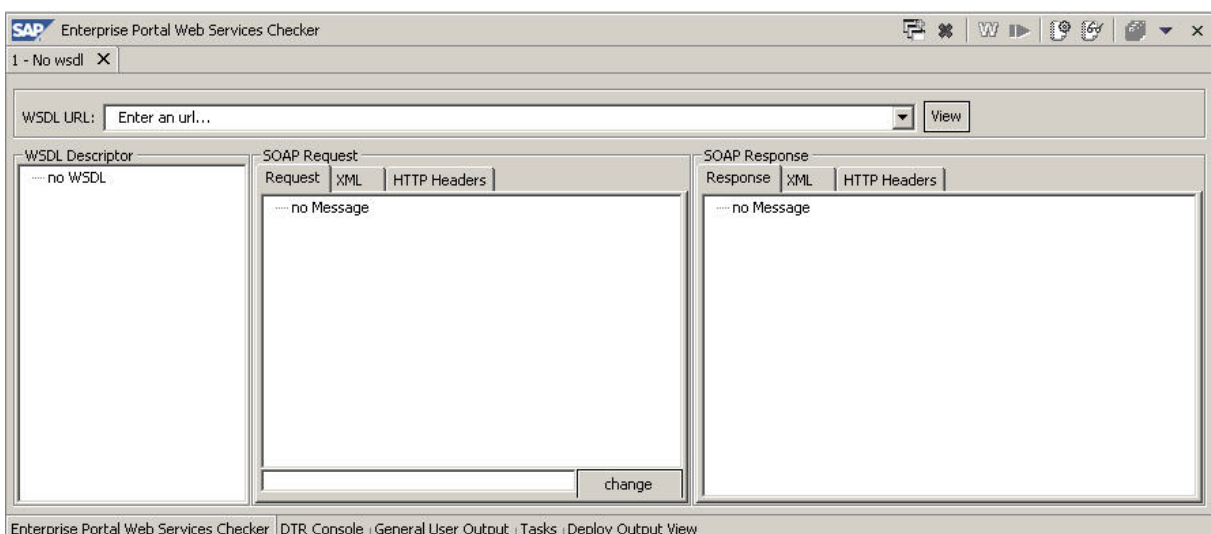 SAP Enterprise Portal Web Services Checker
1 - No wsdl
WSDL URL: Enter an url... View
WSDL Descriptor
no WSDL
SOAP Request
Request XML HTTP Headers
no Message
change
SOAP Response
Response XML HTTP Headers
no Message
Enterprise Portal Web Services Checker DTR Console General User Output Tasks Deploy Output View